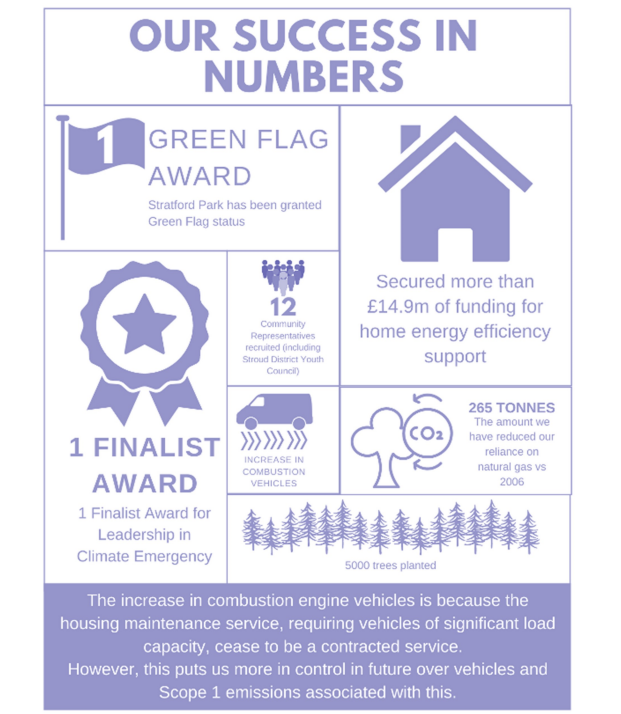 OUR SUCCESS IN
NUMBERS
1
GREEN FLAG
AWARD
Stratford Park has been granted
Green Flag status
Secured more than
£14.9m of funding for
home energy efficiency
support
12
Community
Representatives
recruited (including
Stroud District Youth
Council)
1 FINALIST
AWARD
1 Finalist Award for
Leadership in
Climate Emergency
INCREASE IN
COMBUSTION
VEHICLES
CO2
265 TONNES
The amount we
have reduced our
reliance on
natural gas vs
2006
5000 trees planted
The increase in combustion engine vehicles is because the
housing maintenance service, requiring vehicles of significant load
capacity, cease to be a contracted service.
However, this puts us more in control in future over vehicles and
Scope 1 emissions associated with this.